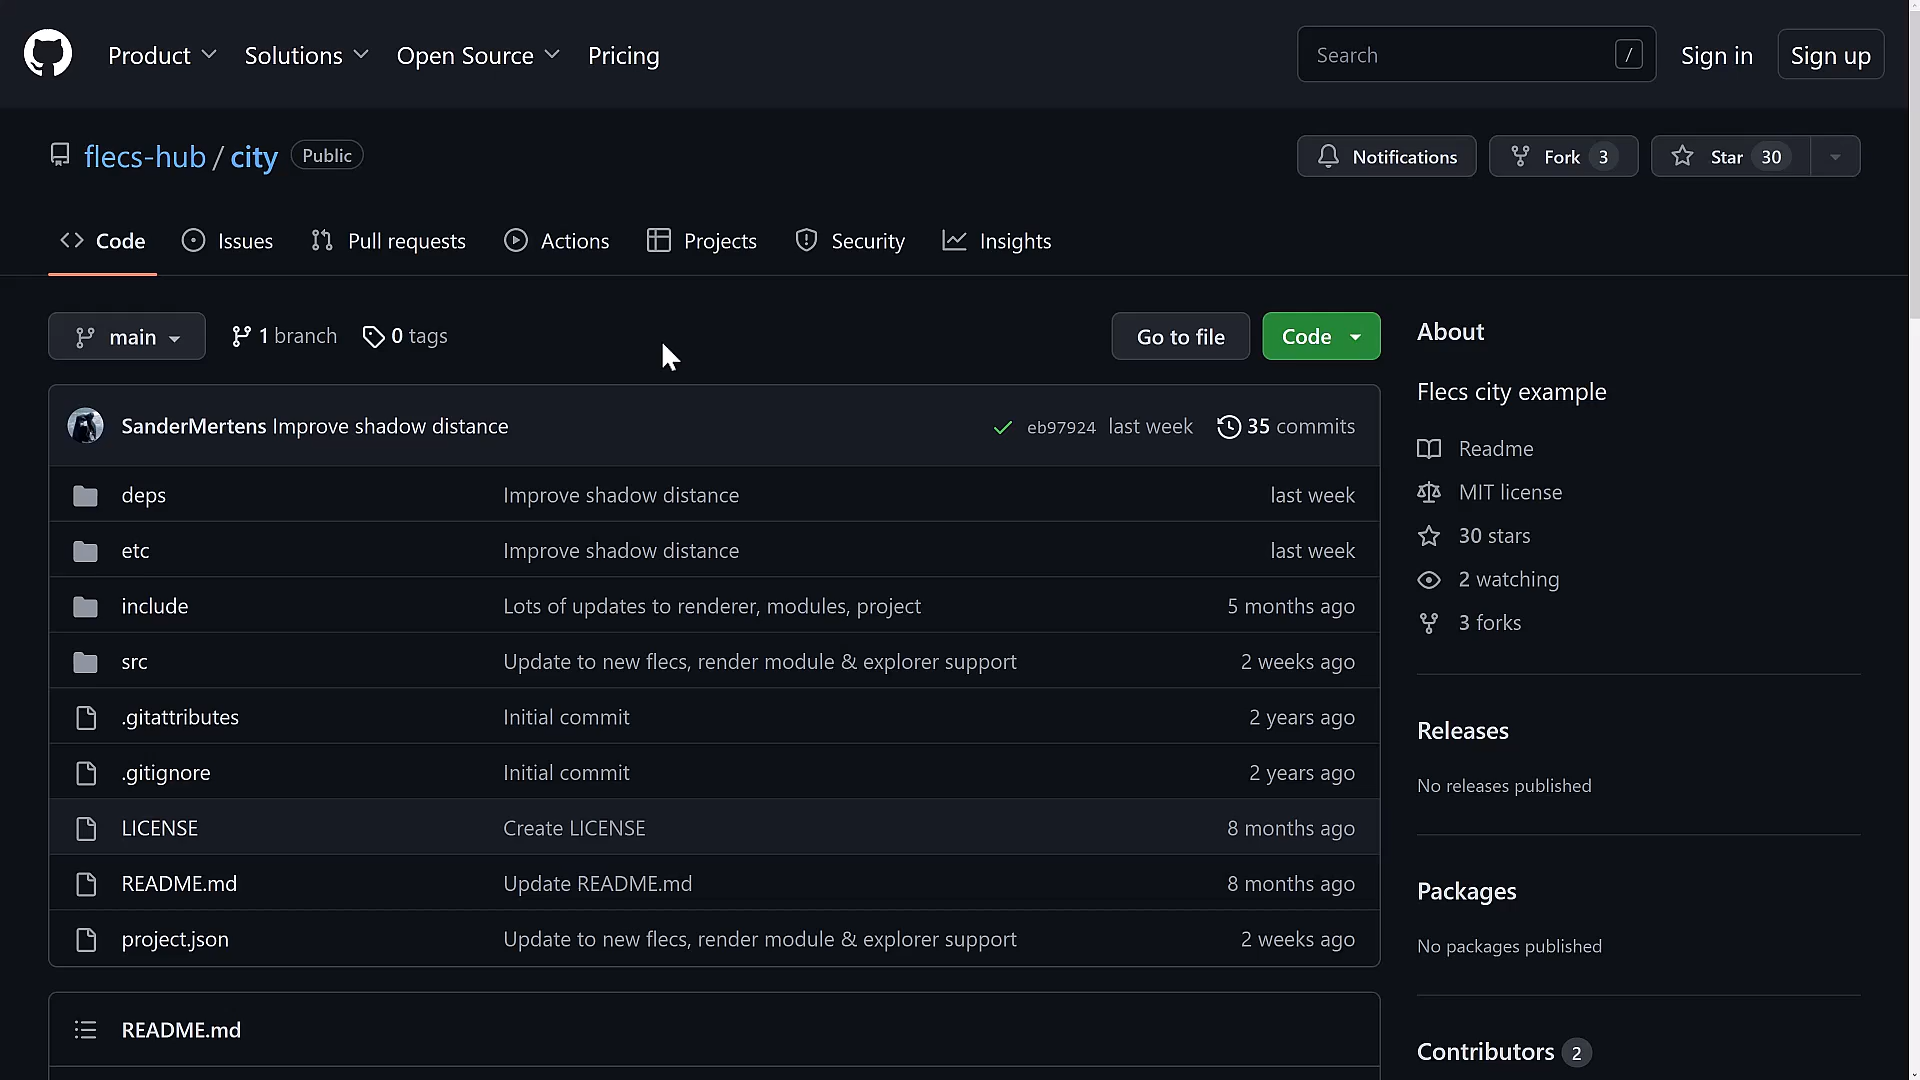 Product Solutions Open Source Pricing Search / Sign in Sign up
flecs-hub / city Public Notifications Fork 3 Star 30
Code Issues Pull requests Actions Projects Security Insights
main 1 branch 0 tags Go to file Code
SanderMertens Improve shadow distance eb97924 last week 35 commits
deps Improve shadow distance last week
etc Improve shadow distance last week
include Lots of updates to renderer, modules, project 5 months ago
src Update to new flecs, render module & explorer support 2 weeks ago
.gitattributes Initial commit 2 years ago
.gitignore Initial commit 2 years ago
LICENSE Create LICENSE 8 months ago
README.md Update README.md 8 months ago
project.json Update to new flecs, render module & explorer support 2 weeks ago
README.md
About
Flecs city example
Readme
MIT license
30 stars
2 watching
3 forks
Releases
No releases published
Packages
No packages published
Contributors 2